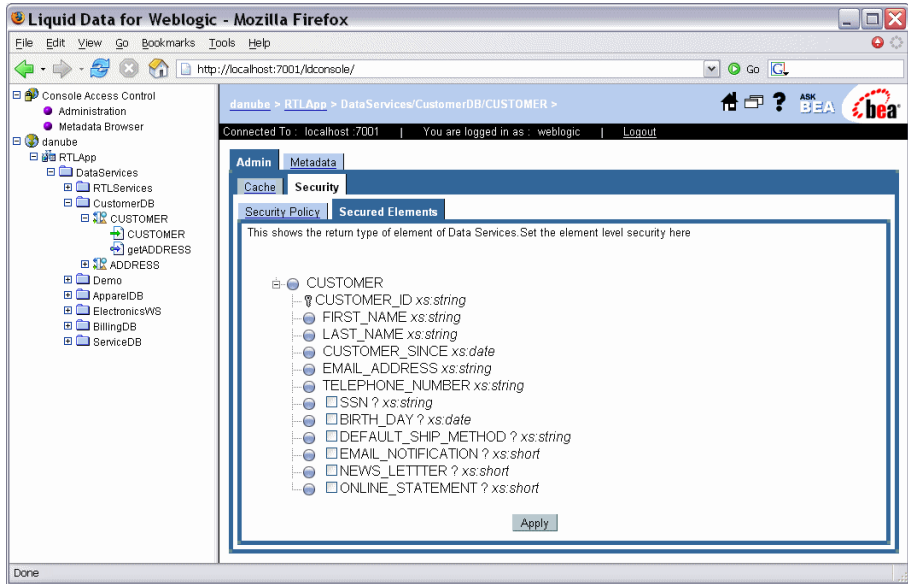 Liquid Data for Weblogic - Mozilla Firefox
File Edit View Go Bookmarks Tools Help
http://localhost:7001/ldconsole/ Go G
Console Access Control
Administration
Metadata Browser
danube
RTLApp
DataServices
RTLServices
CustomerDB
CUSTOMER
CUSTOMER
getADDRESS
ADDRESS
Demo
ApparelDB
ElectronicsWS
BillingDB
ServiceDB
danube > RTLApp > DataServices/CustomerDB/CUSTOMER > ? ASK BEA bea
Connected To : localhost :7001 | You are logged in as : weblogic | Logout
Admin Metadata
Cache Security
Security Policy Secured Elements
This shows the return type of element of Data Services.Set the element level security here
CUSTOMER
CUSTOMER_ID xs:string
FIRST_NAME xs:string
LAST_NAME xs:string
CUSTOMER_SINCE xs:date
EMAIL_ADDRESS xs:string
TELEPHONE_NUMBER xs:string
SSN ? xs:string
BIRTH_DAY ? xs:date
DEFAULT_SHIP_METHOD ? xs:string
EMAIL_NOTIFICATION ? xs:short
NEWS_LETTTER ? xs:short
ONLINE_STATEMENT ? xs:short
Apply
Done